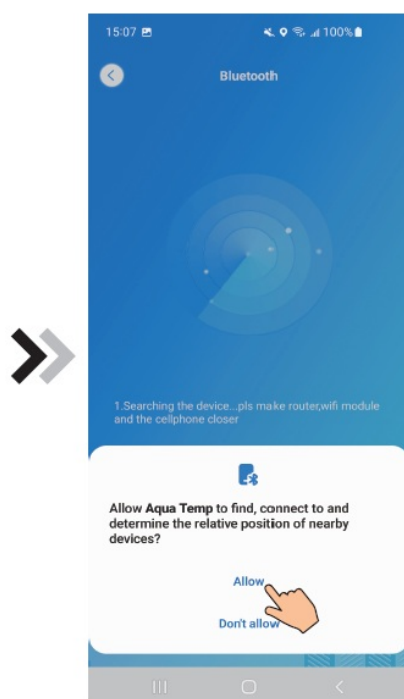 15:07 100%
Bluetooth
1.Searching the device...pls make router,wifi module
and the cellphone closer
Allow Aqua Temp to find, connect to and
determine the relative position of nearby
devices?
Allow
Don't allow